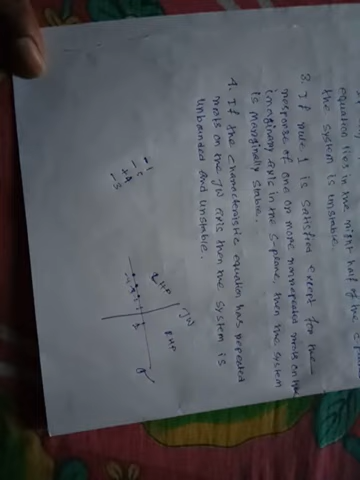 equation lies in the right half of the s-plane
the system is unstable.
3. If rule 1 is satisfied except for the
response of one or more nonrepeated roots on the
imaginary axis in the s-plane, then the system
is marginally stable.
4. If the characteristic equation has repeated
roots on the jω axis then the system is
unbounded and unstable.
jω
LHP
RHP
σ
-3